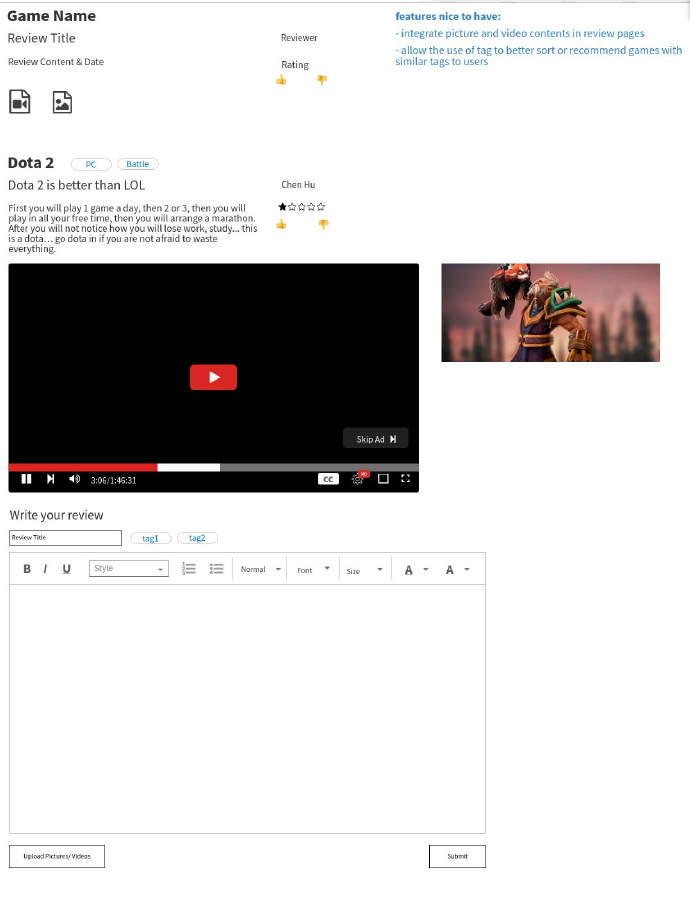 Game Name
Review Title
Reviewer
Review Content & Date
Rating
features nice to have:
- integrate picture and video contents in review pages
- allow the use of tag to better sort or recommend games with
similar tags to users
Dota 2
PC
Battle
Dota 2 is better than LOL
Chen Hu
First you will play 1 game a day, then 2 or 3, then you will
play in all your free time, then you will arrange a marathon.
After you will not notice how you will lose work, study... this
is a dota... go dota in if you are not afraid to waste
everything.
Skip Ad
3:06/1:46:31
CC
HD
Write your review
Review Title
tag1
tag2
B I U
Style
Normal
Font
Size
A
A
Upload Pictures/ Videos
Submit